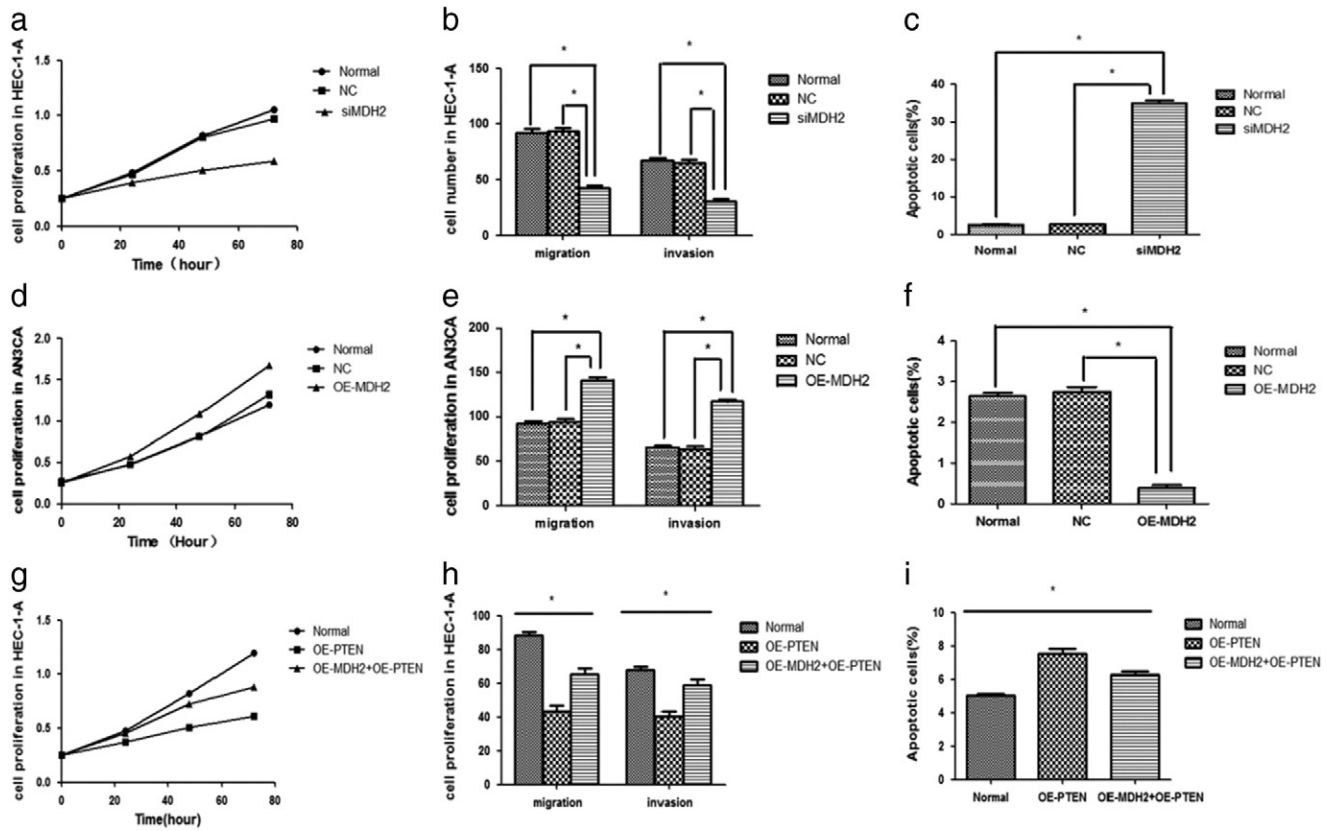 a
cell proliferation in HEC-1-A
1.5
1.0
0.5
0.0
0 20 40 60 80
Time（hour）
Normal
NC
siMDH2
b
cell number in HEC-1-A
150
100
50
0
migration invasion
* * * *
Normal
NC
siMDH2
c
Apoptotic cells(%)
40
30
20
10
0
Normal NC siMDH2
* *
Normal
NC
siMDH2
d
cell proliferation in AN3CA
2.0
1.5
1.0
0.5
0.0
0 20 40 60 80
Time（Hour）
Normal
NC
OE-MDH2
e
cell proliferation in AN3CA
200
150
100
50
0
migration invasion
* * * *
Normal
NC
OE-MDH2
f
Apoptotic cells(%)
4
3
2
1
0
Normal NC OE-MDH2
* *
Normal
NC
OE-MDH2
g
cell proliferation in HEC-1-A
1.5
1.0
0.5
0.0
0 20 40 60 80
Time(hour)
Normal
OE-PTEN
OE-MDH2+OE-PTEN
h
cell proliferation in HEC-1-A
100
80
60
40
20
0
migration invasion
* *
Normal
OE-PTEN
OE-MDH2+OE-PTEN
i
Apoptotic cells(%)
10
8
6
4
2
0
Normal OE-PTEN OE-MDH2+OE-PTEN
*
Normal
OE-PTEN
OE-MDH2+OE-PTEN